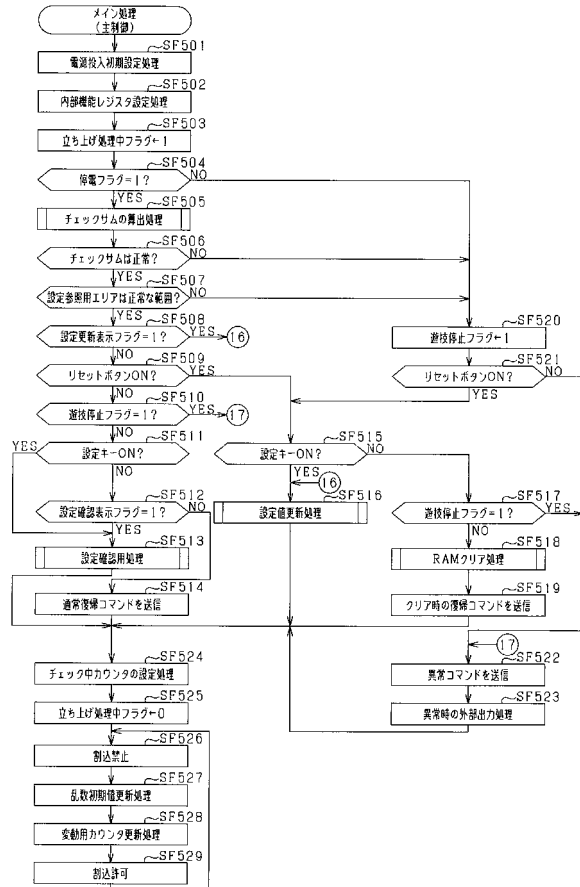 メイン処理
(主制御)
SF501
電源投入初期設定処理
SF502
内部機能レジスタ設定処理
SF503
立ち上げ処理中フラグ←1
SF504
停電フラグ=1?
NO
YES
SF505
チェックサムの算出処理
SF506
チェックサムは正常?
NO
YES
SF507
設定参照用エリアは正常な範囲?
NO
YES
SF508
設定更新表示フラグ=1?
YES
16
NO
SF509
リセットボタンON?
YES
NO
SF510
遊技停止フラグ=1?
YES
17
NO
SF511
YES
設定キーON?
NO
SF512
設定確認表示フラグ=1?
NO
YES
SF513
設定確認用処理
SF514
通常復帰コマンドを送信
SF515
設定キーON?
NO
YES
16
SF516
設定値更新処理
SF520
遊技停止フラグ←1
SF521
リセットボタンON?
NO
YES
SF517
遊技停止フラグ=1?
YES
NO
SF518
RAMクリア処理
SF519
クリア時の復帰コマンドを送信
17
SF522
異常コマンドを送信
SF523
異常時の外部出力処理
SF524
チェック中カウンタの設定処理
SF525
立ち上げ処理中フラグ←0
SF526
割込禁止
SF527
乱数初期値更新処理
SF528
変動用カウンタ更新処理
SF529
割込許可